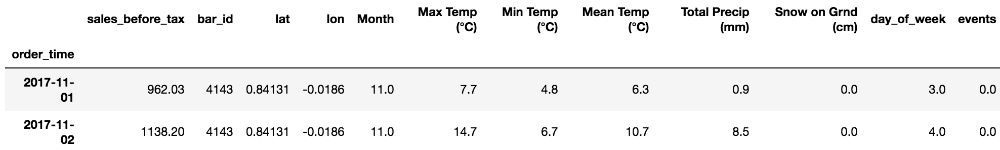 sales_before_tax bar_id lat lon Month Max Temp (°C) Min Temp (°C) Mean Temp (°C) Total Precip (mm) Snow on Grnd (cm) day_of_week events
order_time
2017-11-01 962.03 4143 0.84131 -0.0186 11.0 7.7 4.8 6.3 0.9 0.0 3.0 0.0
2017-11-02 1138.20 4143 0.84131 -0.0186 11.0 14.7 6.7 10.7 8.5 0.0 4.0 0.0